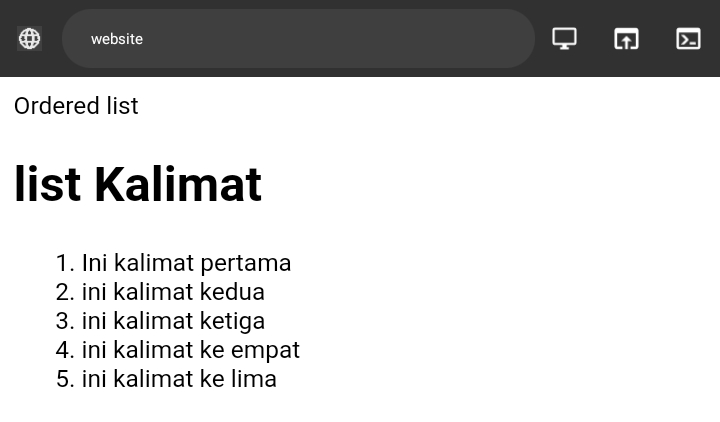 website
Ordered list
list Kalimat
1. Ini kalimat pertama
2. ini kalimat kedua
3. ini kalimat ketiga
4. ini kalimat ke empat
5. ini kalimat ke lima